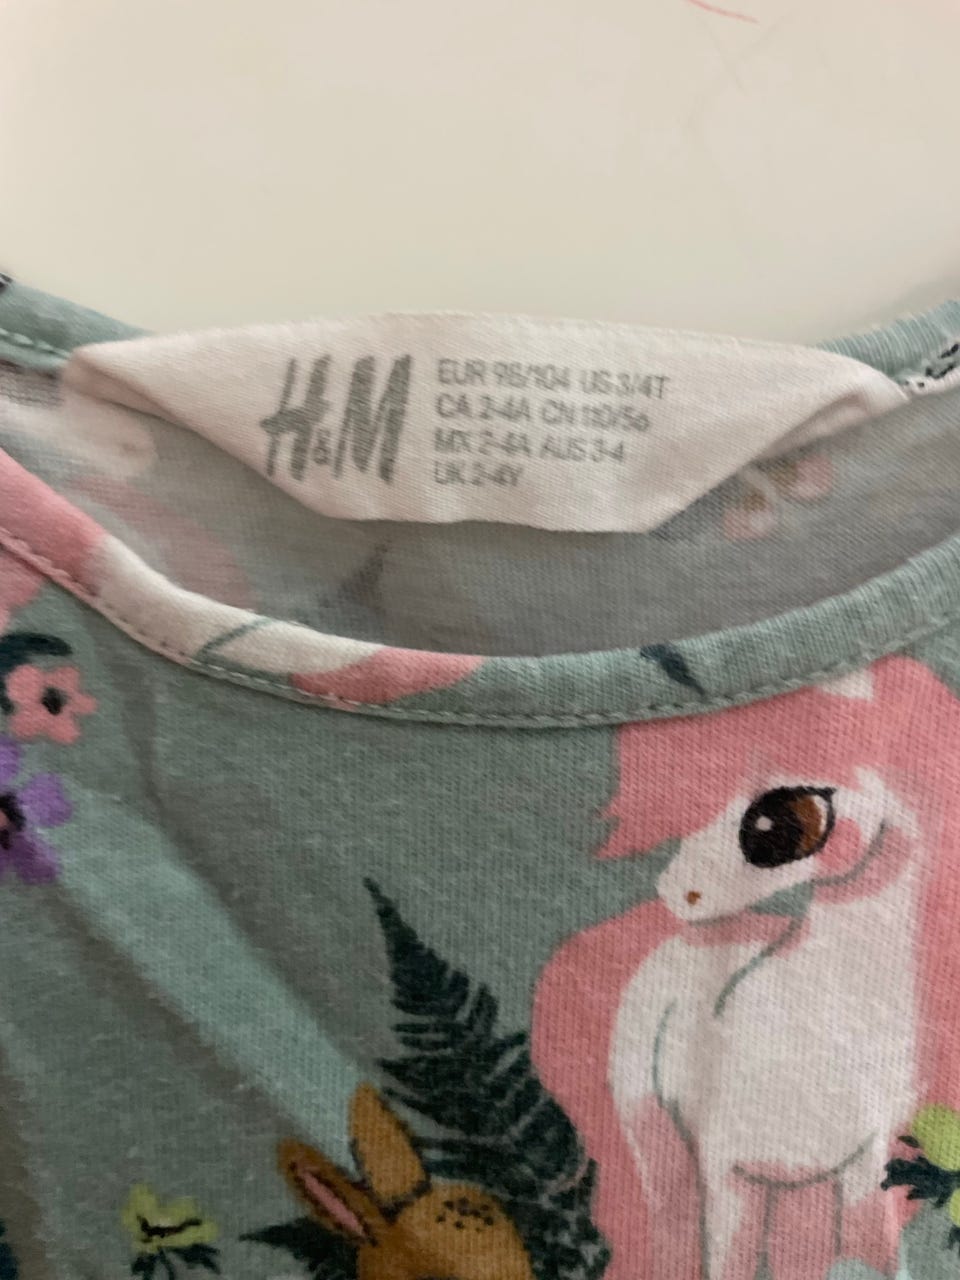 H&M
EUR 98/104 US 3/4T
CA 2-4A CN 110/56
MX 2-4A AUS 3-4
UK 2-4Y